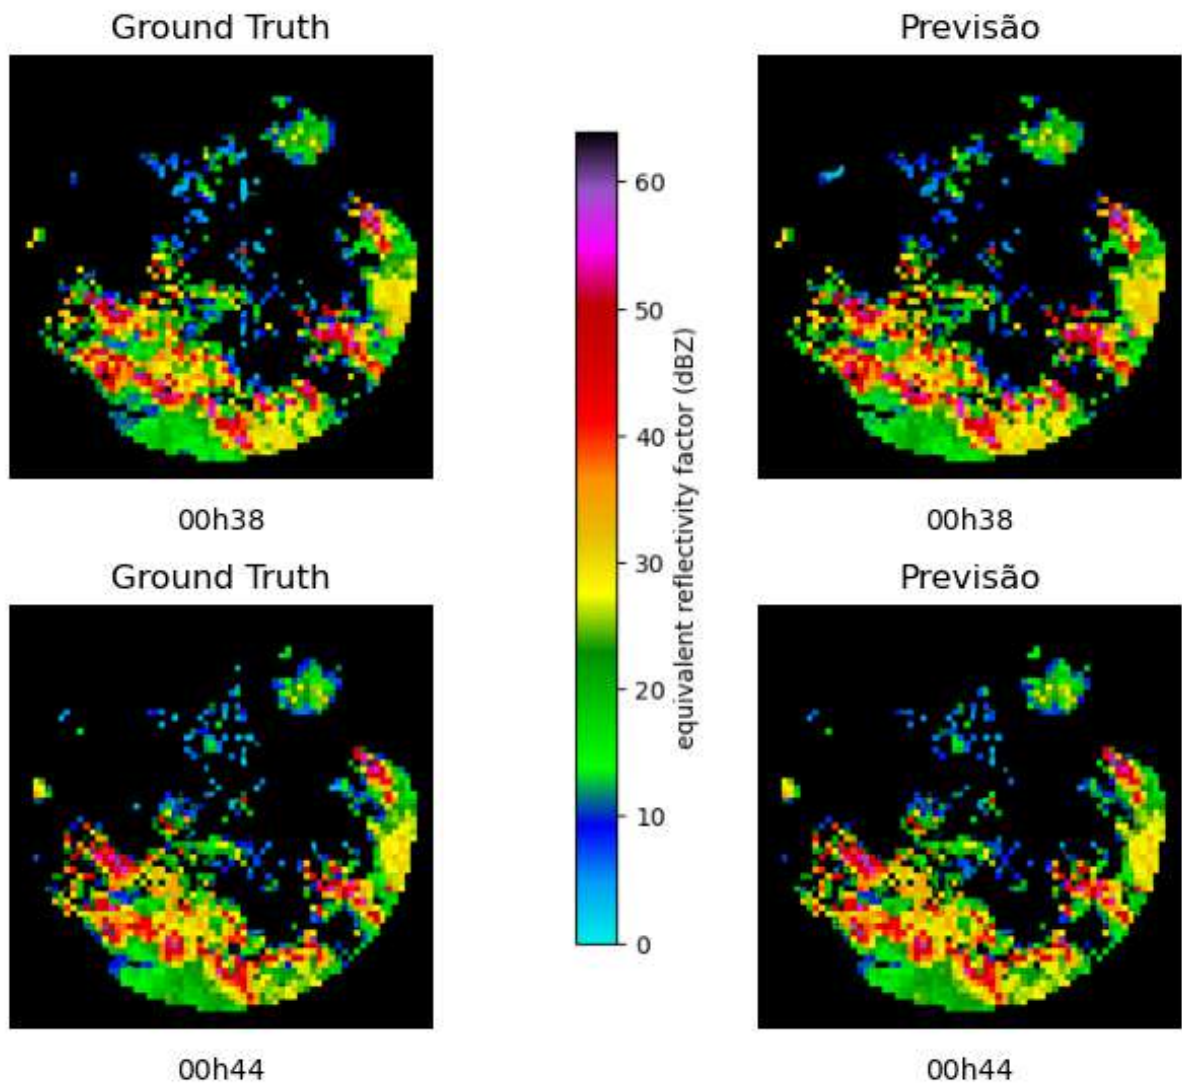 Ground Truth
Previsão
00h38
00h38
60
50
40
30
20
10
0
equivalent reflectivity factor (dBZ)
Ground Truth
Previsão
00h44
00h44